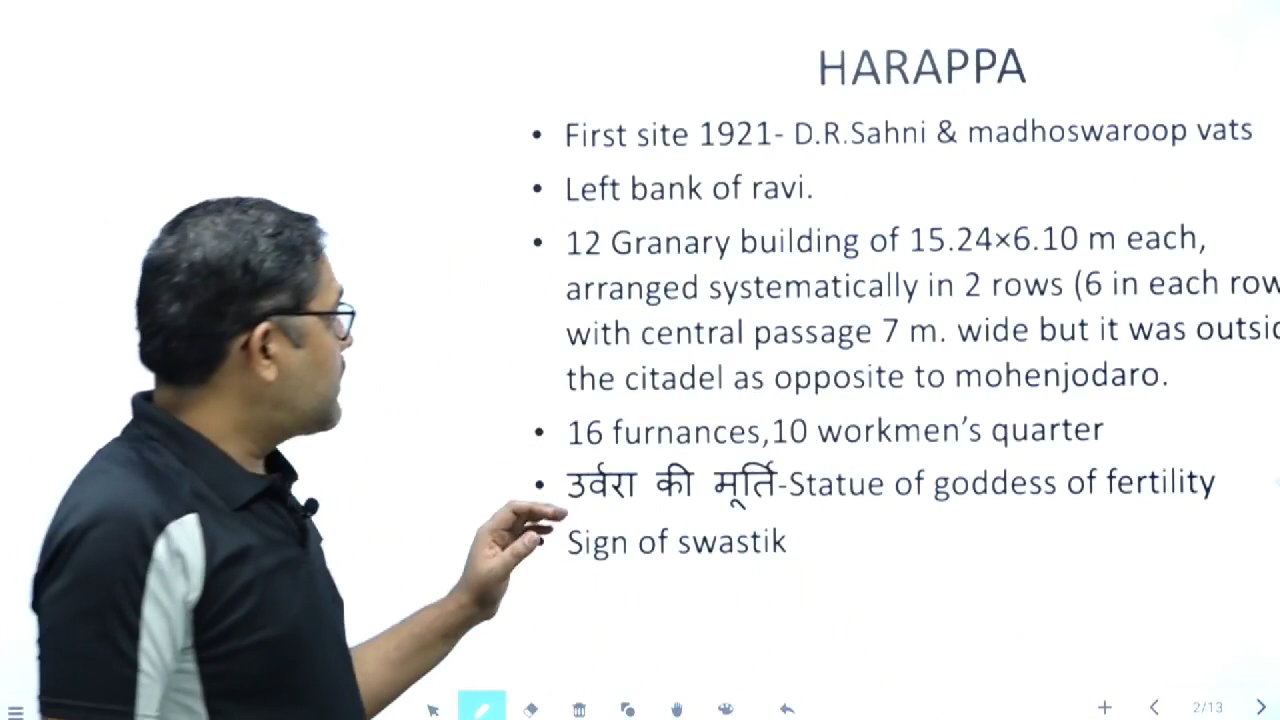 HARAPPA
• First site 1921- D.R.Sahni & madhoswaroop vats
• Left bank of ravi.
• 12 Granary building of 15.24×6.10 m each,
arranged systematically in 2 rows (6 in each row
with central passage 7 m. wide but it was
the citadel as opposite to mohenjodaro.
• 16 furnances,10 workmen's quarter
• उर्वरा की मूर्ति-Statue of goddess of fertility
• Sign of swastik
2/13